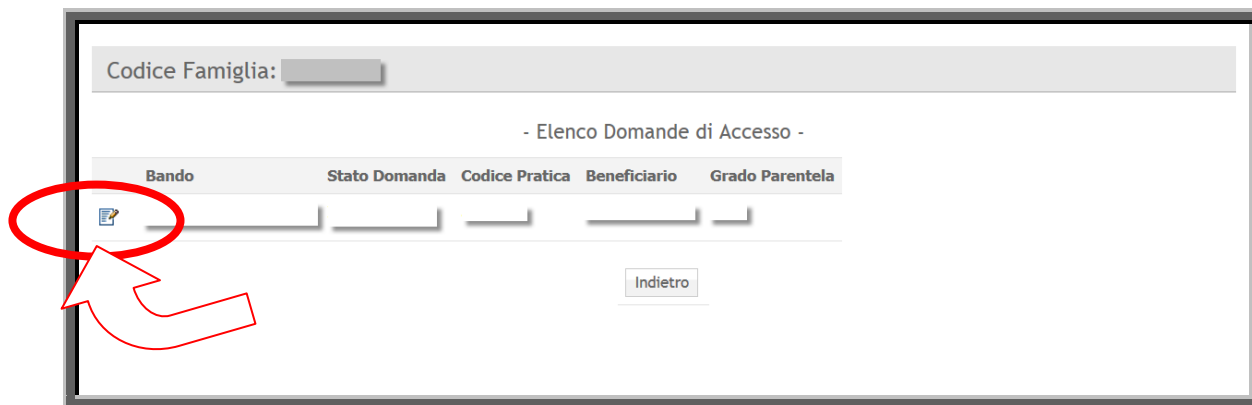 Codice Famiglia:
- Elenco Domande di Accesso -
Bando Stato Domanda Codice Pratica Beneficiario Grado Parentela
Indietro